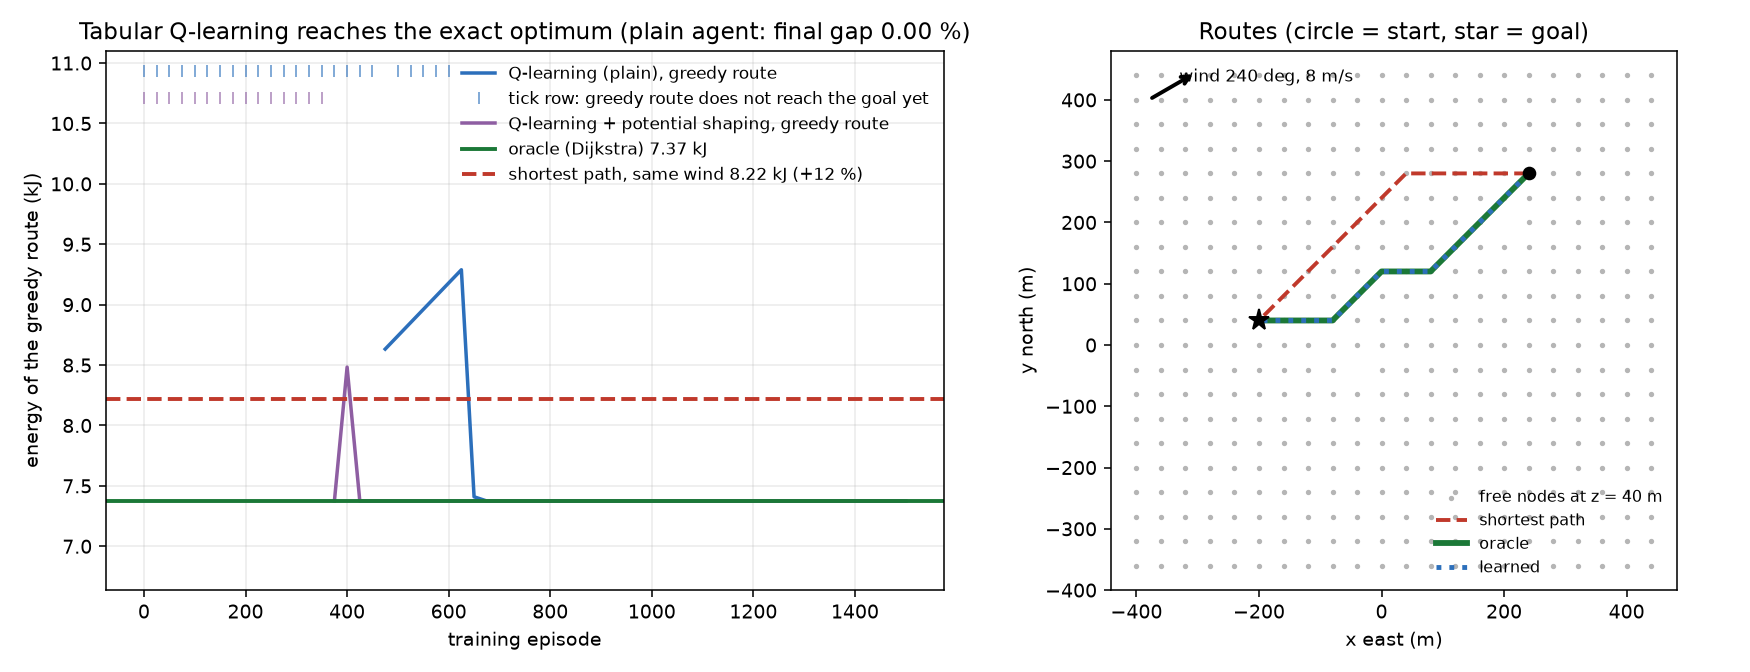 Tabular Q-learning reaches the exact optimum (plain agent: final gap 0.00 %)
energy of the greedy route (kJ)
11.0
10.5
10.0
9.5
9.0
8.5
8.0
7.5
7.0
Q-learning (plain), greedy route
tick row: greedy route does not reach the goal yet
Q-learning + potential shaping, greedy route
oracle (Dijkstra) 7.37 kJ
shortest path, same wind 8.22 kJ (+12 %)
0 200 400 600 800 1000 1200 1400
training episode
Routes (circle = start, star = goal)
y north (m)
400
300
200
100
0
−100
−200
−300
−400
wind 240 deg, 8 m/s
free nodes at z = 40 m
shortest path
oracle
learned
−400 −200 0 200 400
x east (m)